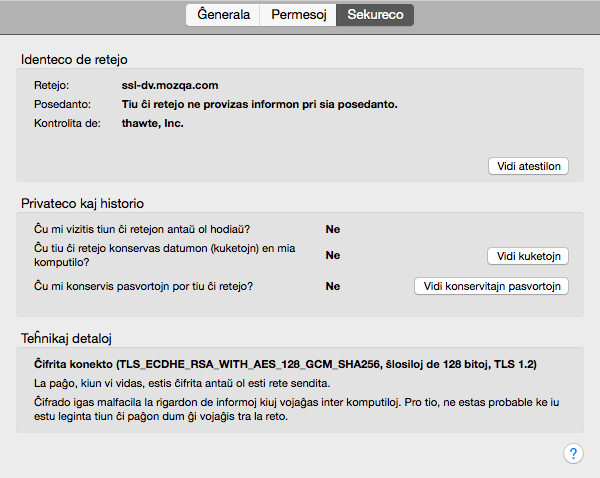 Ĝenerala Permesoj Sekureco
Identeco de retejo
Retejo: ssl-dv.mozqa.com
Posedanto: Tiu ĉi retejo ne provizas informon pri sia posedanto.
Kontrolita de: thawte, Inc.
Vidi atestilon
Privateco kaj historio
Ĉu mi vizitis tiun ĉi retejon antaŭ ol hodiaŭ? Ne
Ĉu tiu ĉi retejo konservas datumon (kuketojn) en mia
komputilo? Ne Vidi kuketojn
Ĉu mi konservis pasvortojn por tiu ĉi retejo? Ne Vidi konservitajn pasvortojn
Teĥnikaj detaloj
Ĉifrita konekto (TLS_ECDHE_RSA_WITH_AES_128_GCM_SHA256, ŝlosiloj de 128 bitoj, TLS 1.2)
La paĝo, kiun vi vidas, estis ĉifrita antaŭ ol esti rete sendita.
Ĉifrado igas malfacila la rigardon de informoj kiuj vojaĝas inter komputiloj. Pro tio, ne estas probable ke iu
estu leginta tiun ĉi paĝon dum ĝi vojaĝis tra la reto.
?